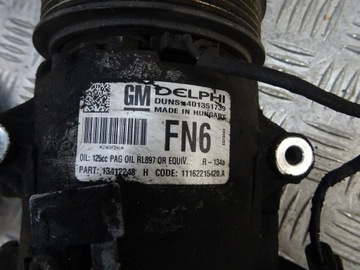 GM DELPHI
DUNS 401351739
MADE IN HUNGARY
FN6
OIL: 125cc PAG OIL RL897 OR EQUIV. R-134a
PART: 13412248 H CODE: 11162215420.A